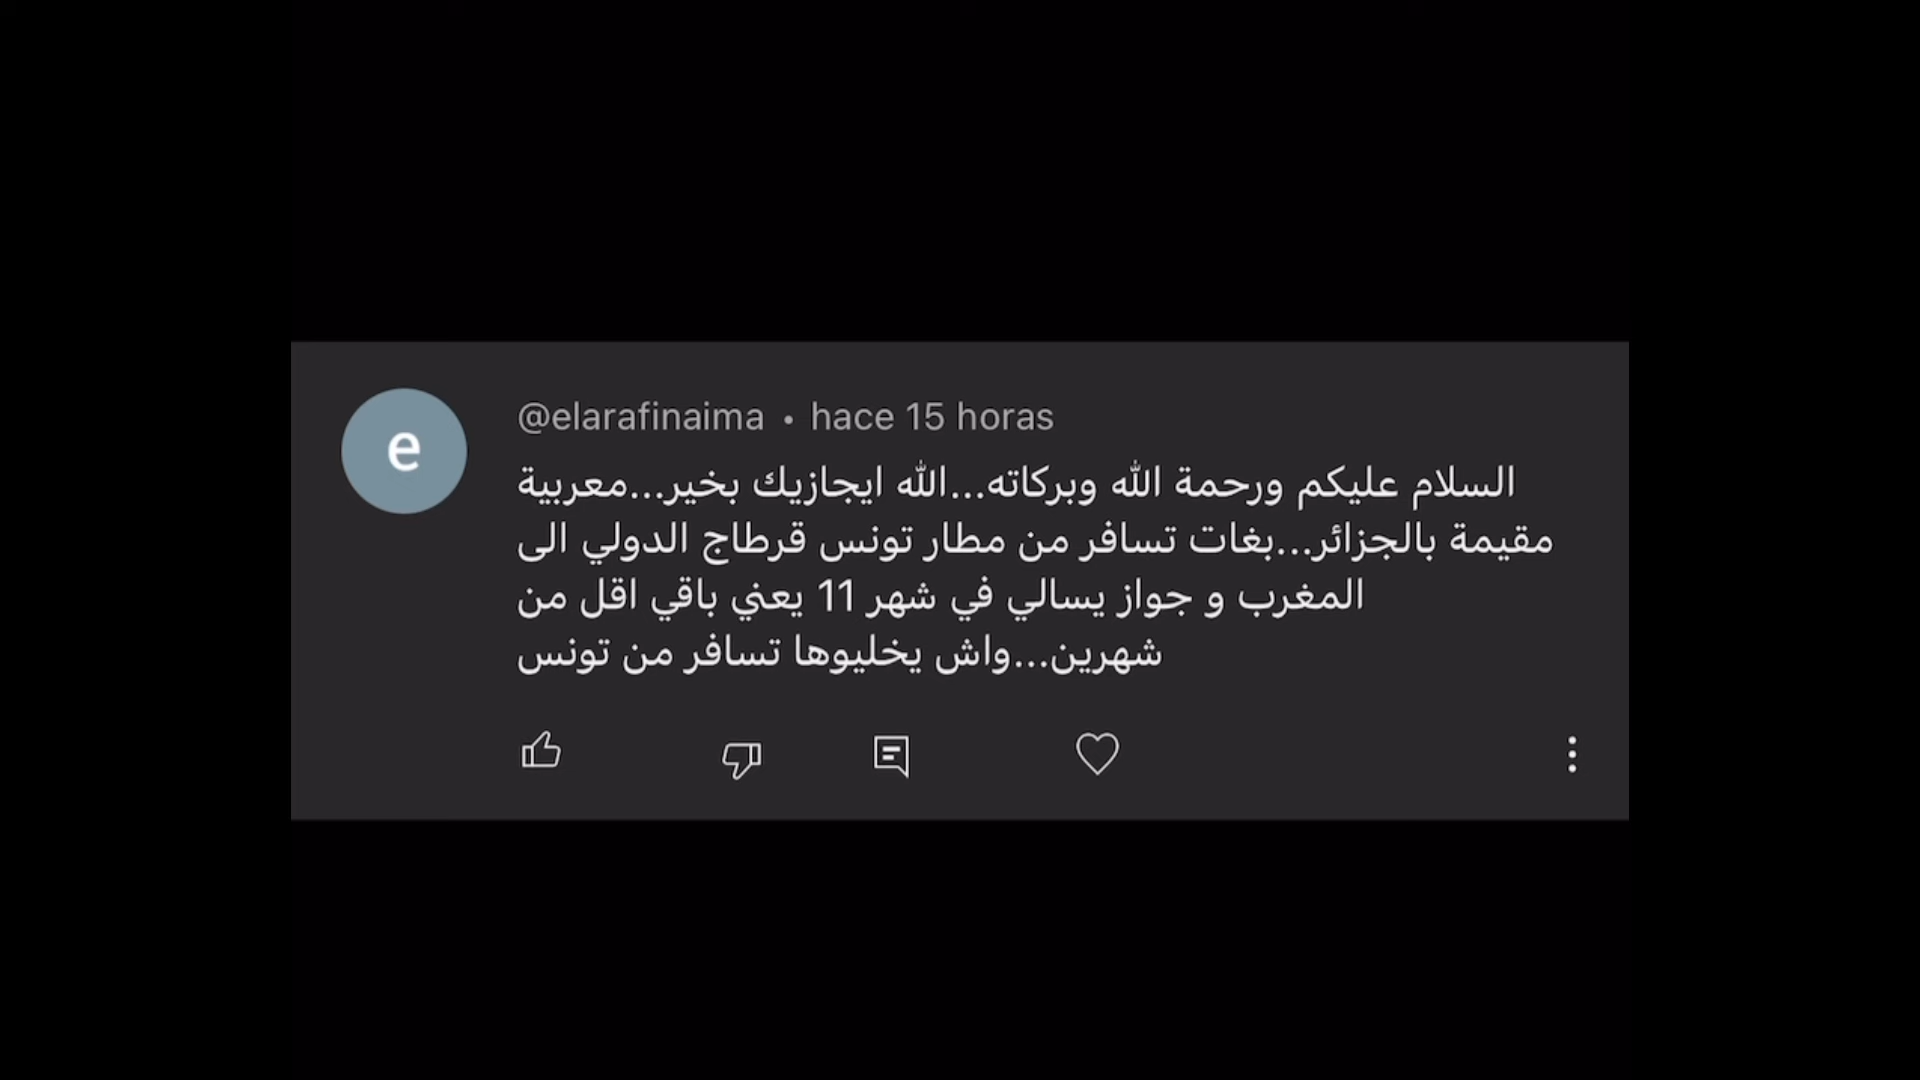 @elarafinaima • hace 15 horas
السلام عليكم ورحمة الله وبركاته...الله ايجازيك بخير...معربية
مقيمة بالجزائر...بغات تسافر من مطار تونس قرطاج الدولي الى
المغرب و جواز يسالي في شهر 11 يعني باقي اقل من
شهرين...واش يخليوها تسافر من تونس